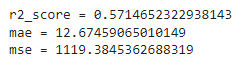 r2_score = 0.5714652322938143
mae = 12.67459065010149
mse = 1119.3845362688319